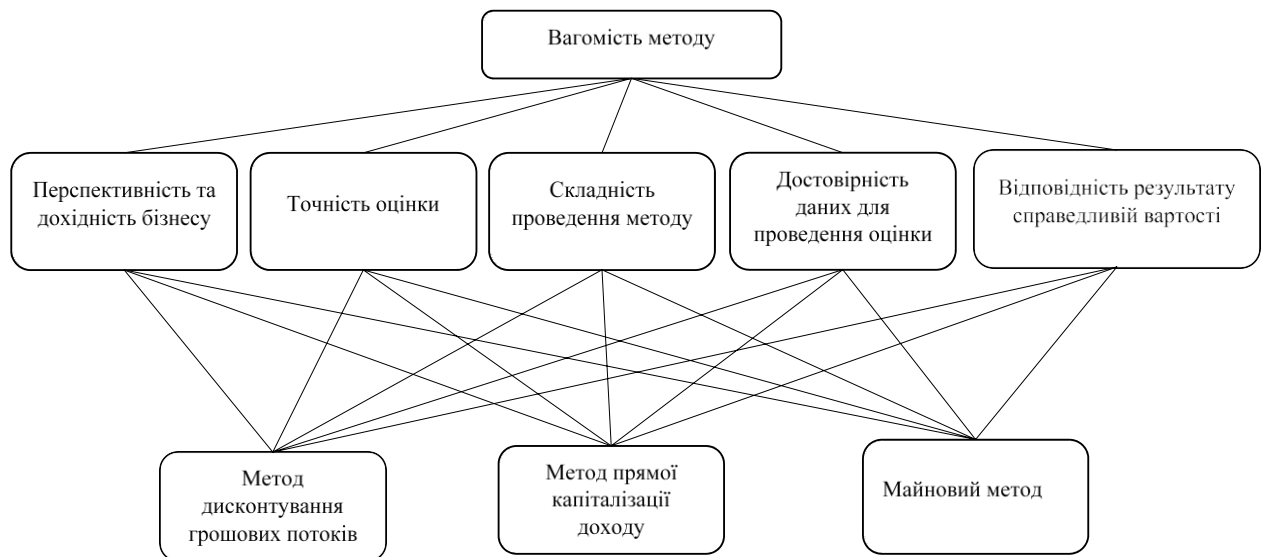 Вагомість методу
Перспективність та
дохідність бізнесу
Точність оцінки
Складність
проведення методу
Достовірність
даних для
проведення оцінки
Відповідність результату
справедливій вартості
Метод
дисконтування
грошових потоків
Метод прямої
капіталізації
доходу
Майновий метод